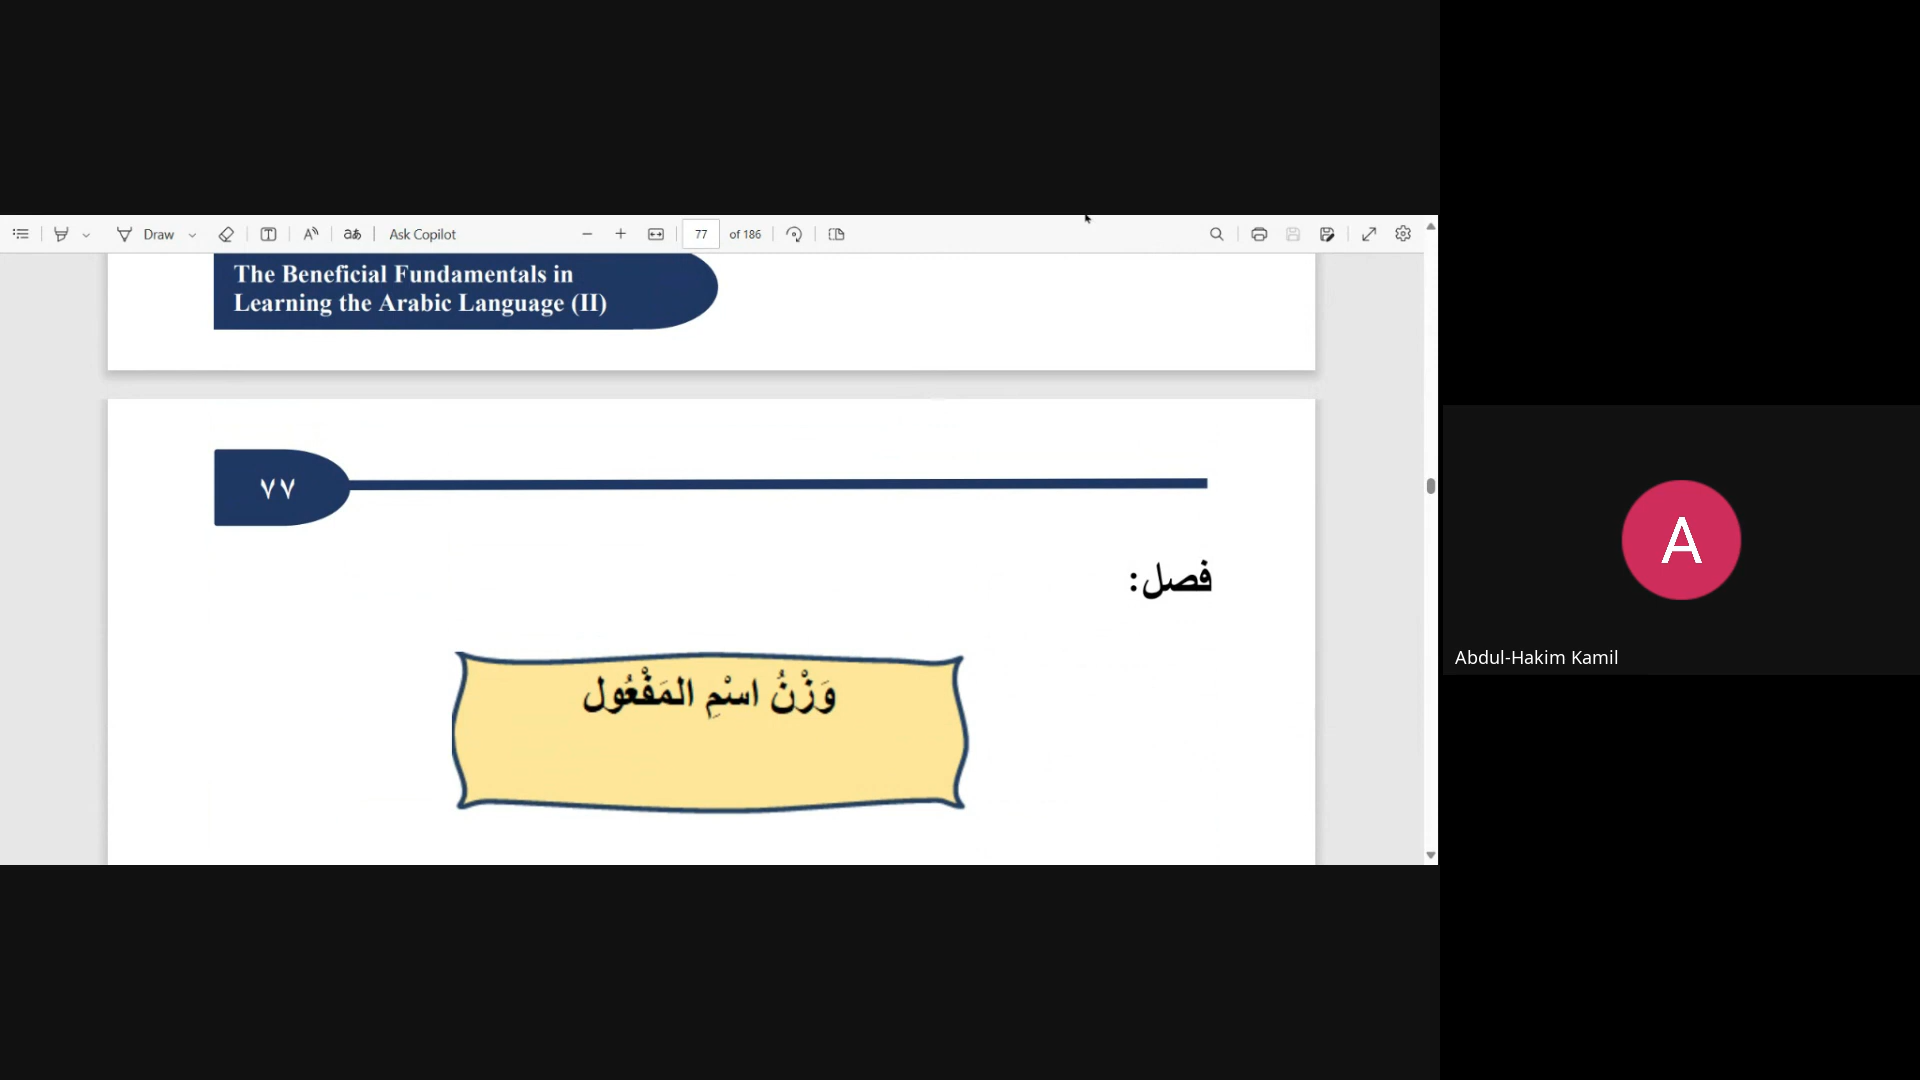 Draw
Ask Copilot
77 of 186
The Beneficial Fundamentals in
Learning the Arabic Language (II)
٧٧
فصل:
وَزْنُ اسْمِ المَفْعُول
A
Abdul-Hakim Kamil